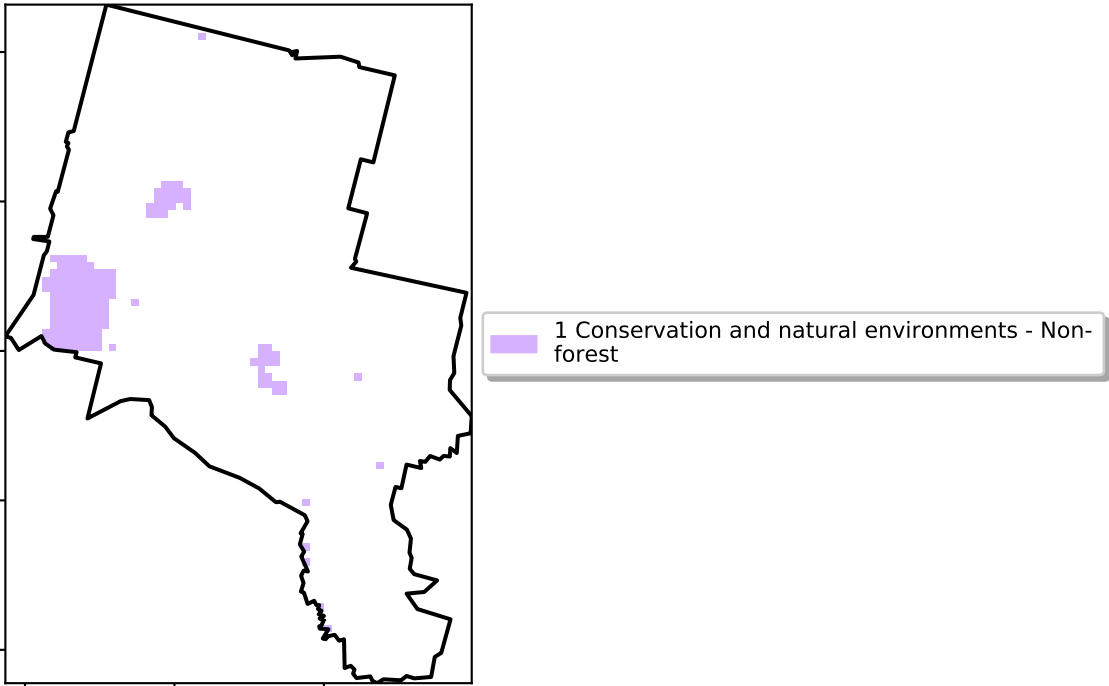 1 Conservation and natural environments - Non-
forest